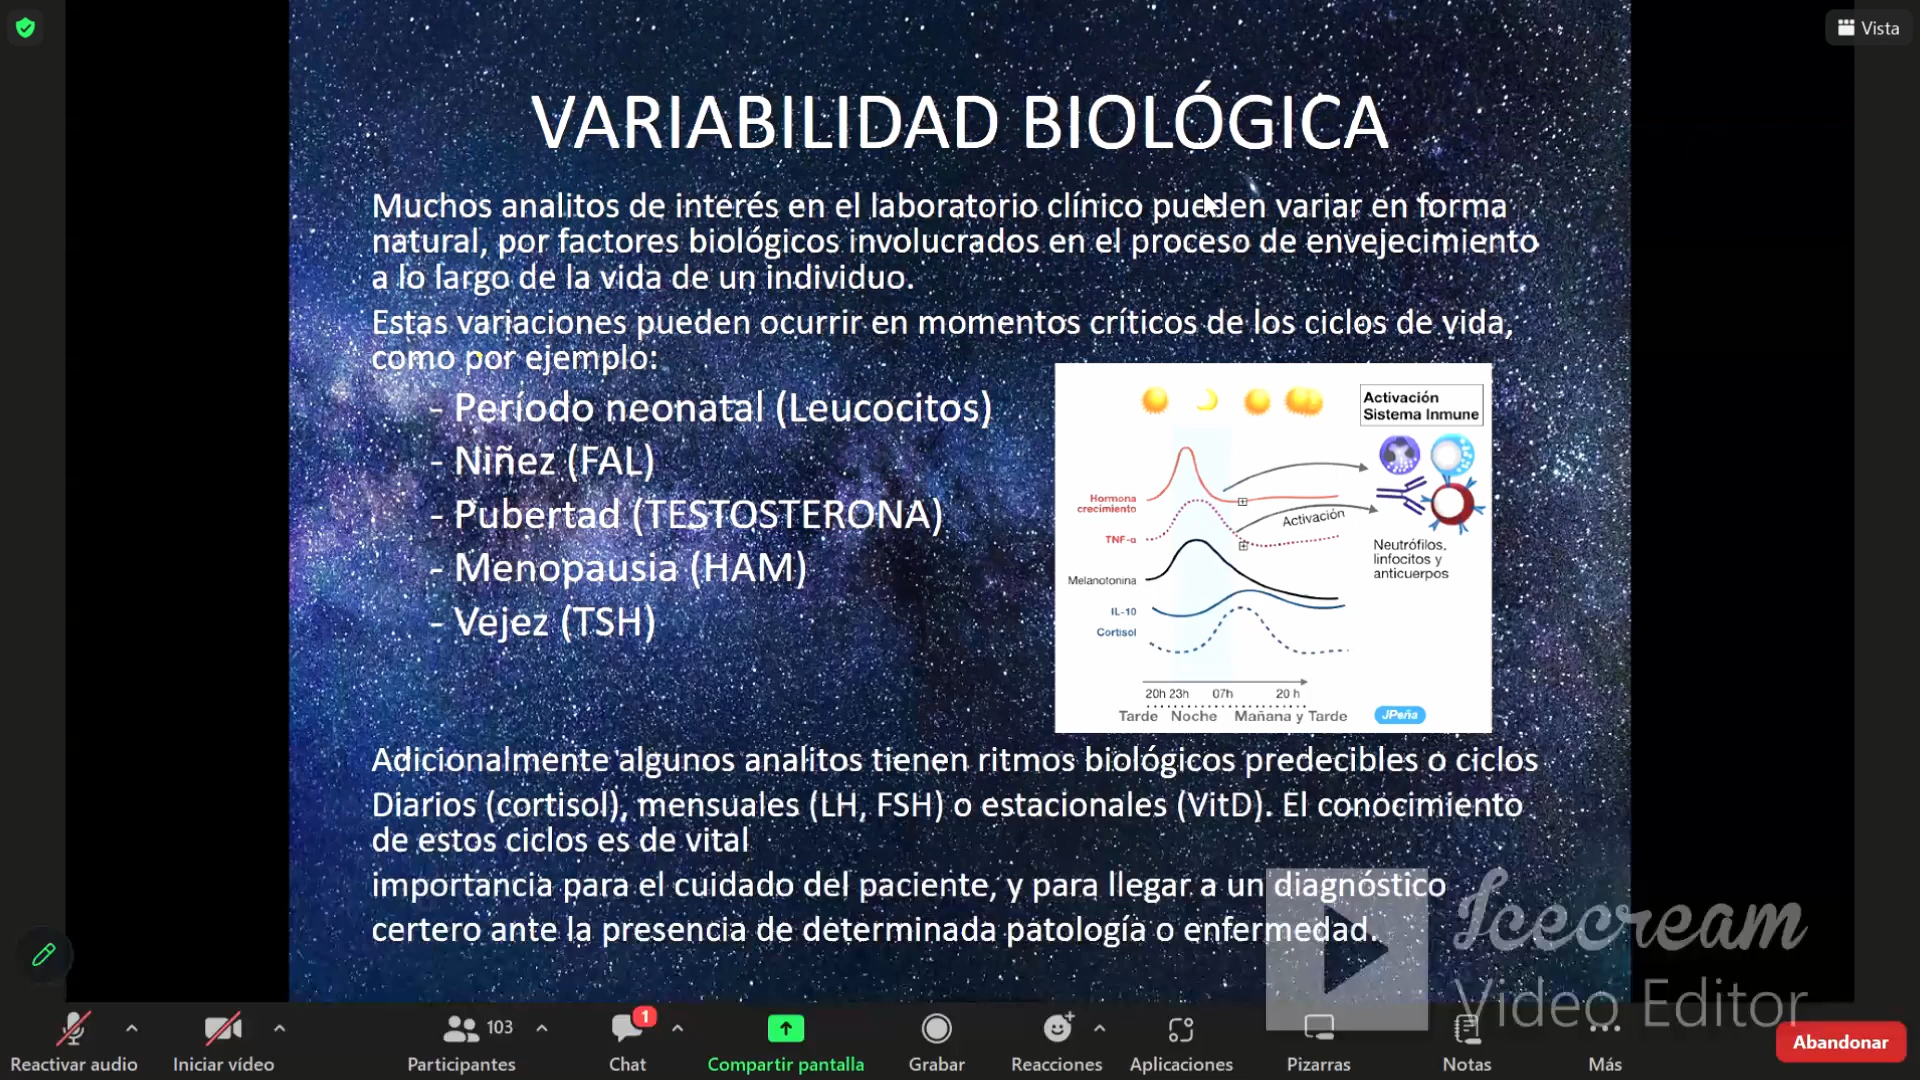 Vista
VARIABILIDAD BIOLÓGICA
Muchos analitos de interés en el laboratorio clínico pueden variar en forma
natural, por factores biológicos involucrados en el proceso de envejecimiento
a lo largo de la vida de un individuo.
Estas variaciones pueden ocurrir en momentos críticos de los ciclos de vida,
como por ejemplo:
- Período neonatal (Leucocitos)
- Niñez (FAL)
- Pubertad (TESTOSTERONA)
- Menopausia (HAM)
- Vejez (TSH)
Activación
Sistema Inmune
Hormona
crecimiento
TNF-α
Activación
Melanotonina
IL-10
Cortisol
Neutrófilos,
linfocitos y
anticuerpos
20h 23h 07h 20 h
Tarde Noche Mañana y Tarde
JPeña
Adicionalmente algunos analitos tienen ritmos biológicos predecibles o ciclos
Diarios (cortisol), mensuales (LH, FSH) o estacionales (VitD). El conocimiento
de estos ciclos es de vital
importancia para el cuidado del paciente, y para llegar a un diagnóstico
certero ante la presencia de determinada patología o enfermedad.
Icecream
Video Editor
103
1
Reactivar audio
Iniciar vídeo
Participantes
Chat
Compartir pantalla
Grabar
Reacciones
Aplicaciones
Pizarras
Notas
Más
Abandonar